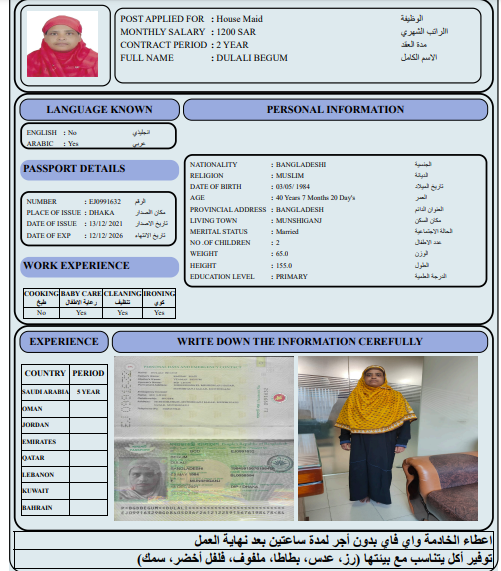 POST APPLIED FOR : House Maid الوظيفة
MONTHLY SALARY : 1200 SAR الراتب الشهري
CONTRACT PERIOD : 2 YEAR مدة العقد
FULL NAME : DULALI BEGUM الاسم الكامل
LANGUAGE KNOWN
ENGLISH : No انجليذي
ARABIC : Yes عربي
PASSPORT DETAILS
NUMBER : EJ0991632 الرقم
PLACE OF ISSUE : DHAKA مكان الاصدار
DATE OF ISSUE : 13/12/ 2021 تاريخ الاصدار
DATE OF EXP : 12/12/ 2026 تاريخ الانتهاء
WORK EXPERIENCE
COOKING BABY CARE CLEANING IRONING
طبخ رعاية الاطفال تنظيف كوي
No Yes Yes Yes
PERSONAL INFORMATION
NATIONALITY : BANGLADESHI الجنسية
RELIGION : MUSLIM الديانة
DATE OF BIRTH : 03/05/ 1984 تاريخ الميلاد
AGE : 40 Years 7 Months 20 Day's العمر
PROVINCIAL ADDRESS : BANGLADESH العنوان الدائم
LIVING TOWN : MUNSHIGANJ مكان السكن
MERITAL STATUS : Married الحالة الاجتماعية
NO .OF CHILDREN : 2 عدد الاطفال
WEIGHT : 65.0 الوزن
HEIGHT : 155.0 الطول
EDUCATION LEVEL : PRIMARY الدرجة العلمية
EXPERIENCE
COUNTRY PERIOD
SAUDI ARABIA 5 YEAR
OMAN
JORDAN
EMIRATES
QATAR
LEBANON
KUWAIT
BAHRAIN
WRITE DOWN THE INFORMATION CEREFULLY
اعطاء الخادمة واي فاي بدون أجر لمدة ساعتين بعد نهاية العمل
توفير أكل يتناسب مع بيئتها (رز، عدس، بطاطا، ملفوف، فلفل أخضر، سمك)